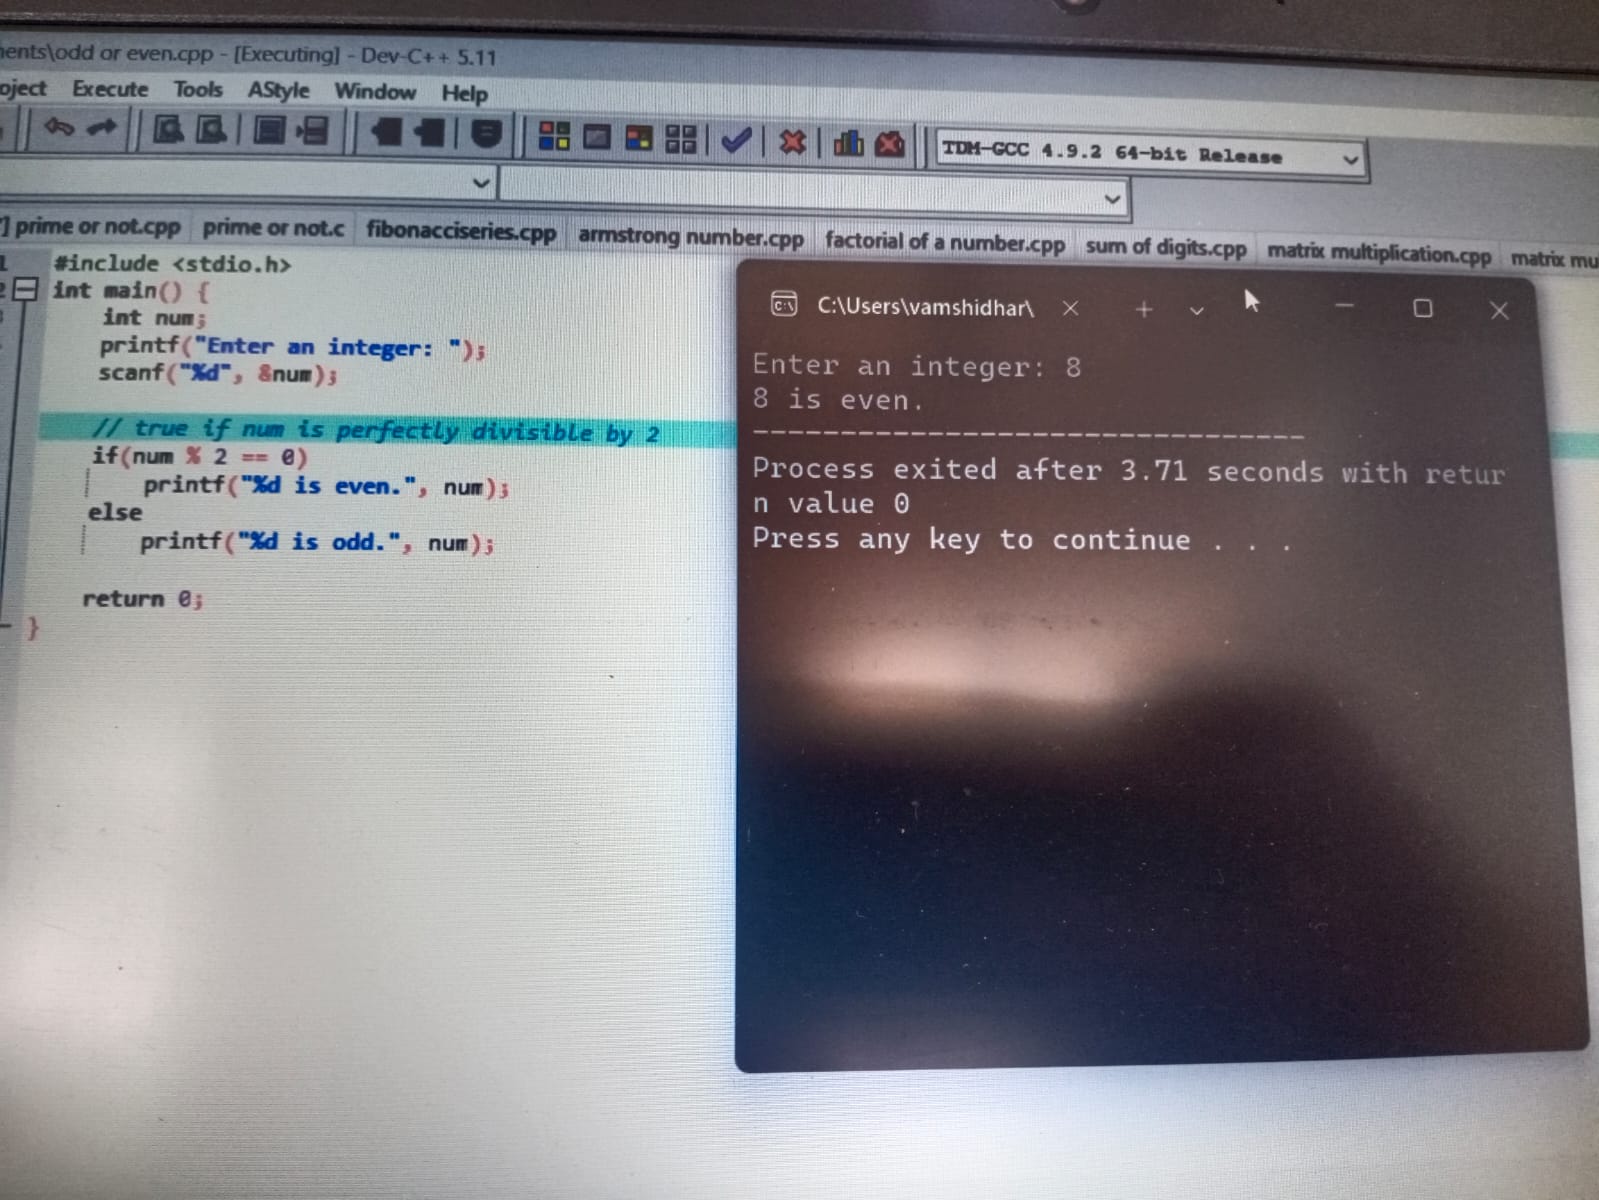 ents\odd or even.cpp - [Executing] - Dev-C++ 5.11
oject Execute Tools AStyle Window Help
TDM-GCC 4.9.2 64-bit Release
] prime or not.cpp prime or not.c fibonacciseries.cpp armstrong number.cpp factorial of a number.cpp sum of digits.cpp matrix multiplication.cpp matrix mu
1 #include <stdio.h>
2 int main() {
int num;
printf("Enter an integer: ");
scanf("%d", &num);
// true if num is perfectly divisible by 2
if(num % 2 == 0)
printf("%d is even.", num);
else
printf("%d is odd.", num);
return 0;
}
C:\Users\vamshidhar\
Enter an integer: 8
8 is even.
--------------------------------
Process exited after 3.71 seconds with retur
n value 0
Press any key to continue . . .